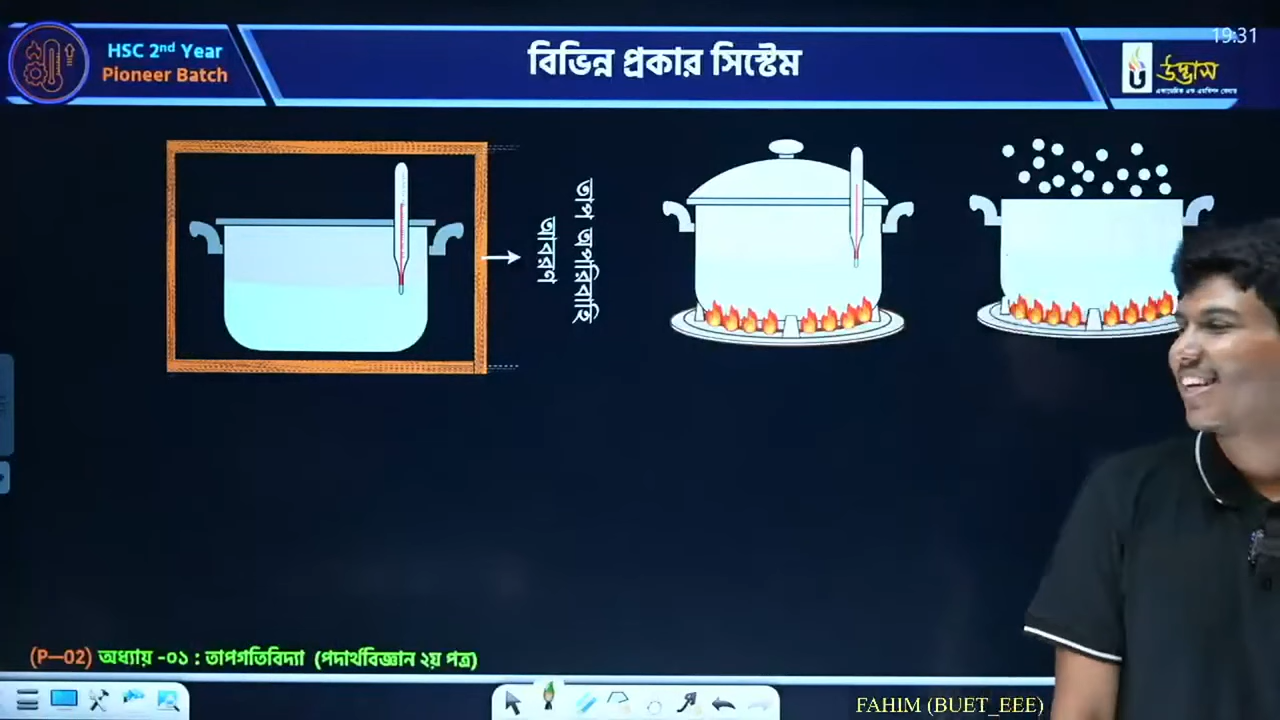 HSC 2nd Year
Pioneer Batch
বিভিন্ন প্রকার সিস্টেম
19:31
উদ্ভাস
তাপ অপরিবাহি
আবরণ
(P—02) অধ্যায় -০১ : তাপগতিবিদ্যা (পদার্থবিজ্ঞান ২য় পত্র)
FAHIM (BUET_EEE)